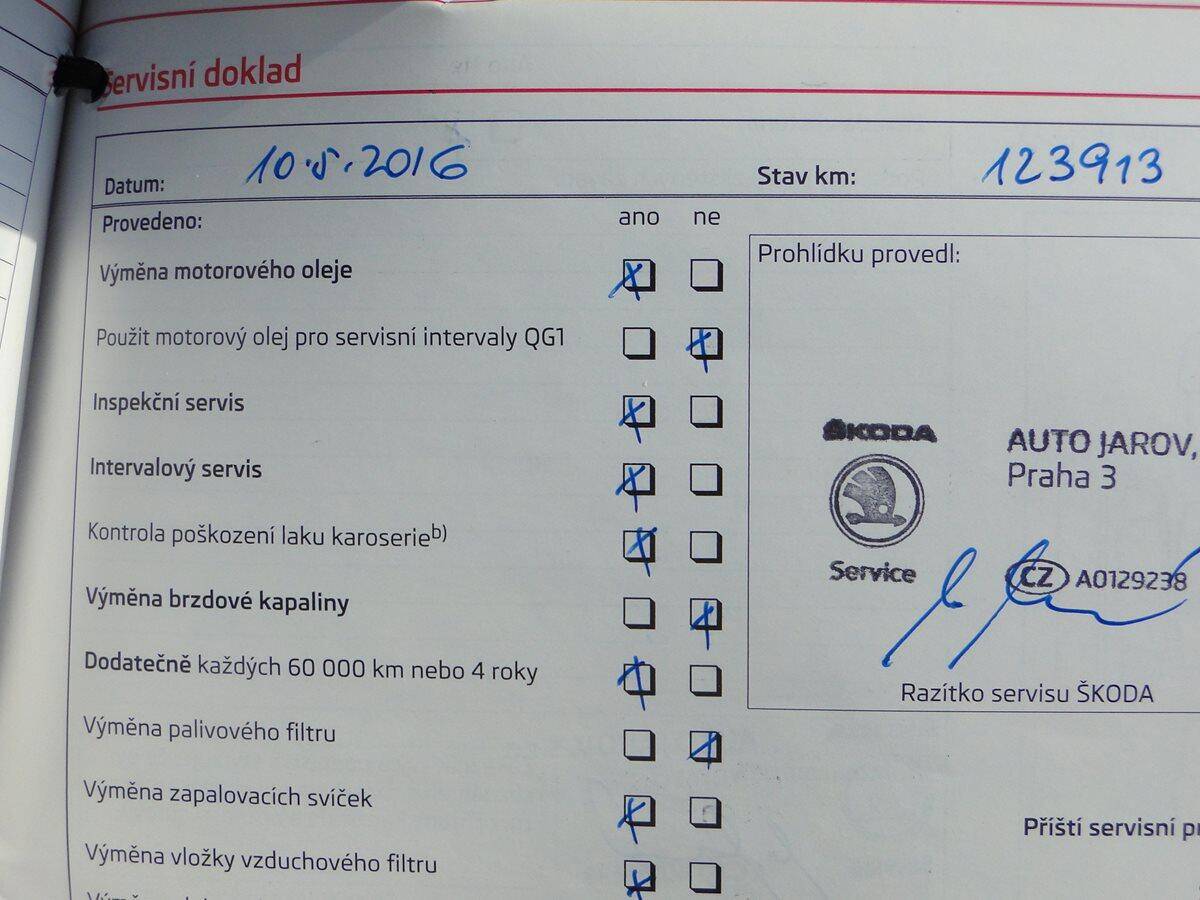 Servisní doklad
Datum: 10.5.2016 Stav km: 123913
Provedeno: ano ne
Prohlídku provedl:
Výměna motorového oleje
Použit motorový olej pro servisní intervaly QG1
Inspekční servis
ŠKODA AUTO JAROV,
Intervalový servis
Praha 3
Kontrola poškození laku karoserieb)
Service CZ A0129238
Výměna brzdové kapaliny
Dodatečně každých 60 000 km nebo 4 roky
Razítko servisu ŠKODA
Výměna palivového filtru
Výměna zapalovacích svíček
Příští servisní
Výměna vložky vzduchového filtru